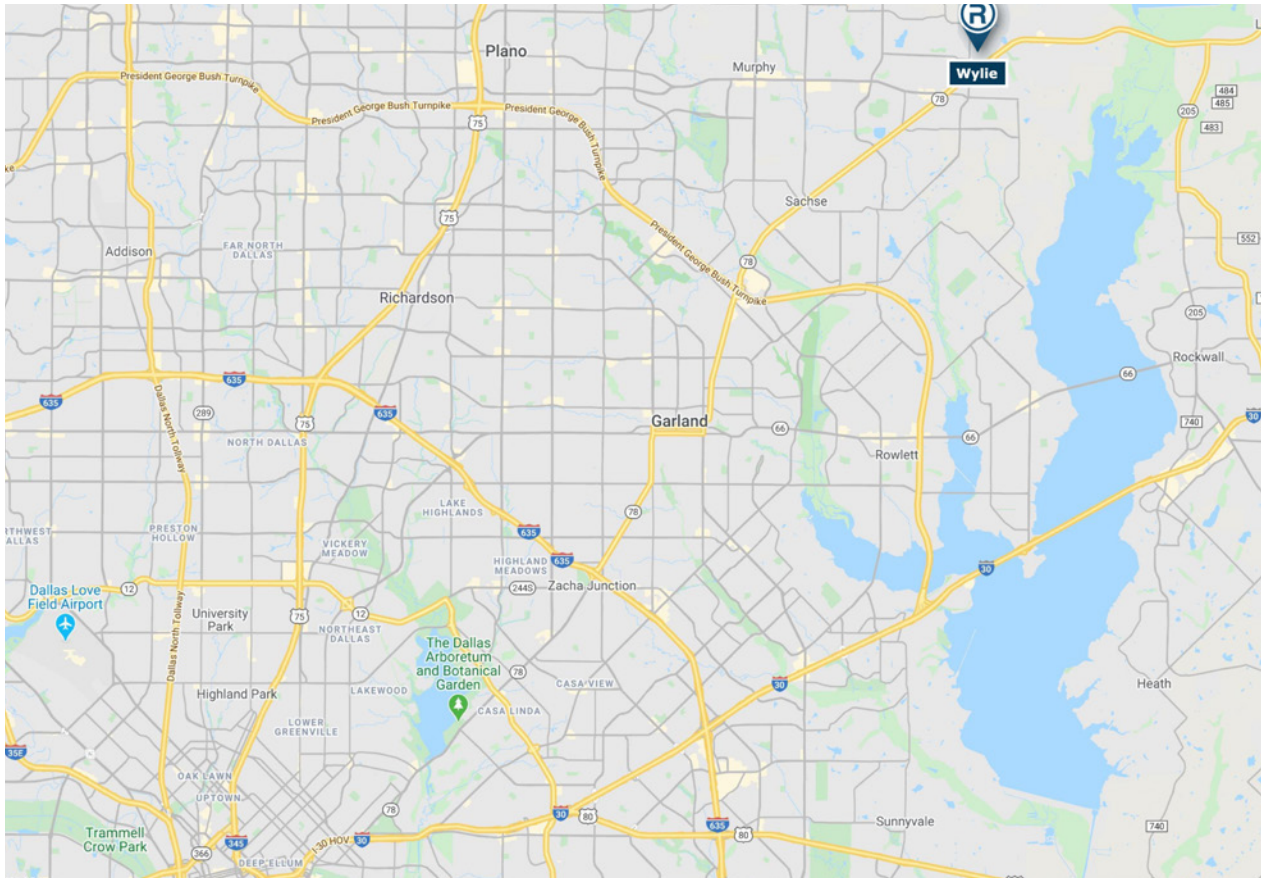 R
Plano
Wylie
Murphy
President George Bush Turnpike
President George Bush Turnpike
President George Bush Turnpike
President George Bush Turnpike
ke
75
78
205
484
485
483
Sachse
75
Addison
FAR NORTH
DALLAS
552
78
Richardson
205
Rockwall
66
635
635
635
289
75
Dallas North Tollway
NORTH DALLAS
Garland
66
66
740
30
Rowlett
LAKE
HIGHLANDS
78
PRESTON
HOLLOW
VICKERY
MEADOW
635
HIGHLAND
MEADOWS
635
30
Zacha Junction
244S
12
Dallas Love
Field Airport
University
Park
75
12
NORTHEAST
DALLAS
Dallas North Tollway
The Dallas
Arboretum
and Botanical
Garden
78
CASA VIEW
30
Heath
Highland Park
LAKEWOOD
CASA LINDA
LOWER
GREENVILLE
35E
OAK LAWN
UPTOWN
78
30
80
635
80
Sunnyvale
740
Trammell
Crow Park
366
345
I-30 HOV
30
DEEP ELLUM